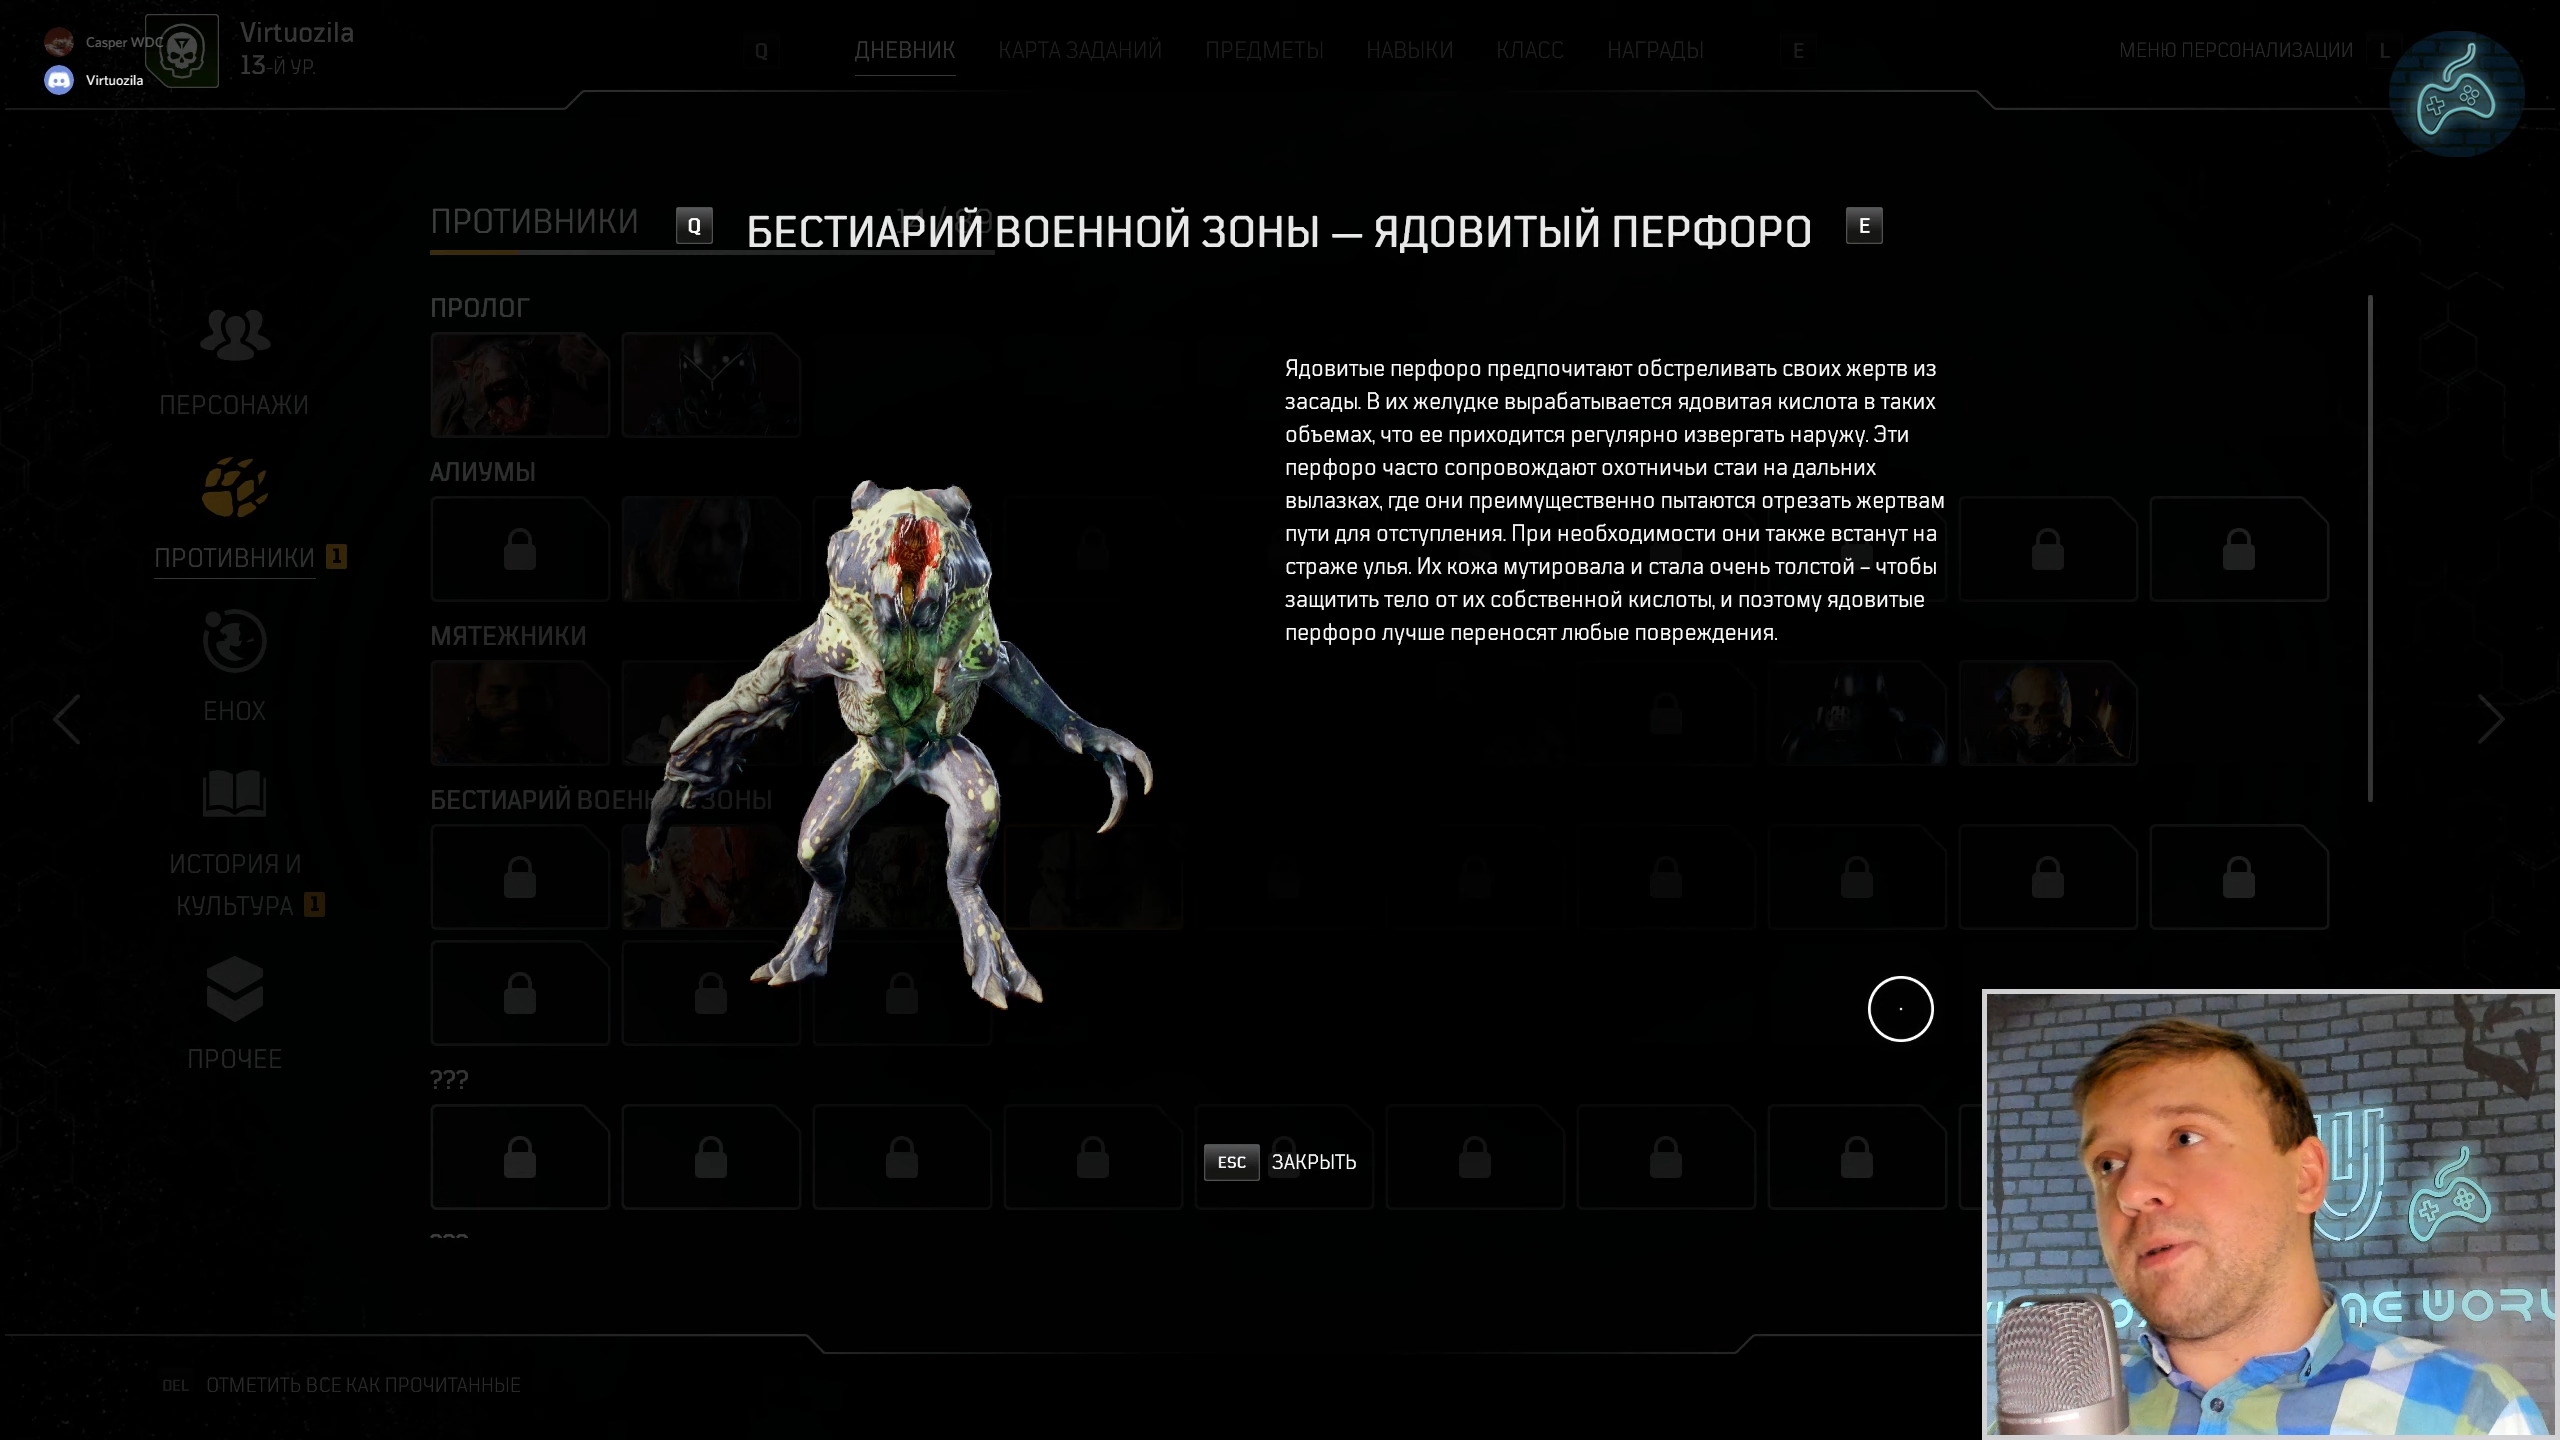 Casper WDC
Virtuozila
Virtuozila
13-Й УР.
Q
ДНЕВНИК
КАРТА ЗАДАНИЙ
ПРЕДМЕТЫ
НАВЫКИ
КЛАСС
НАГРАДЫ
E
МЕНЮ ПЕРСОНАЛИЗАЦИИ
L
ПРОТИВНИКИ
Q
БЕСТИАРИЙ ВОЕННОЙ ЗОНЫ — ЯДОВИТЫЙ ПЕРФОРО
E
ПЕРСОНАЖИ
ПРОТИВНИКИ 1
ЕНОХ
ИСТОРИЯ И
КУЛЬТУРА 1
ПРОЧЕЕ
ПРОЛОГ
АЛИУМЫ
МЯТЕЖНИКИ
БЕСТИАРИЙ ВОЕНН ЗОНЫ
???
???
Ядовитые перфоро предпочитают обстреливать своих жертв из
засады. В их желудке вырабатывается ядовитая кислота в таких
объемах, что ее приходится регулярно извергать наружу. Эти
перфоро часто сопровождают охотничьи стаи на дальних
вылазках, где они преимущественно пытаются отрезать жертвам
пути для отступления. При необходимости они также встанут на
страже улья. Их кожа мутировала и стала очень толстой – чтобы
защитить тело от их собственной кислоты, и поэтому ядовитые
перфоро лучше переносят любые повреждения.
ESC ЗАКРЫТЬ
DEL ОТМЕТИТЬ ВСЕ КАК ПРОЧИТАННЫЕ